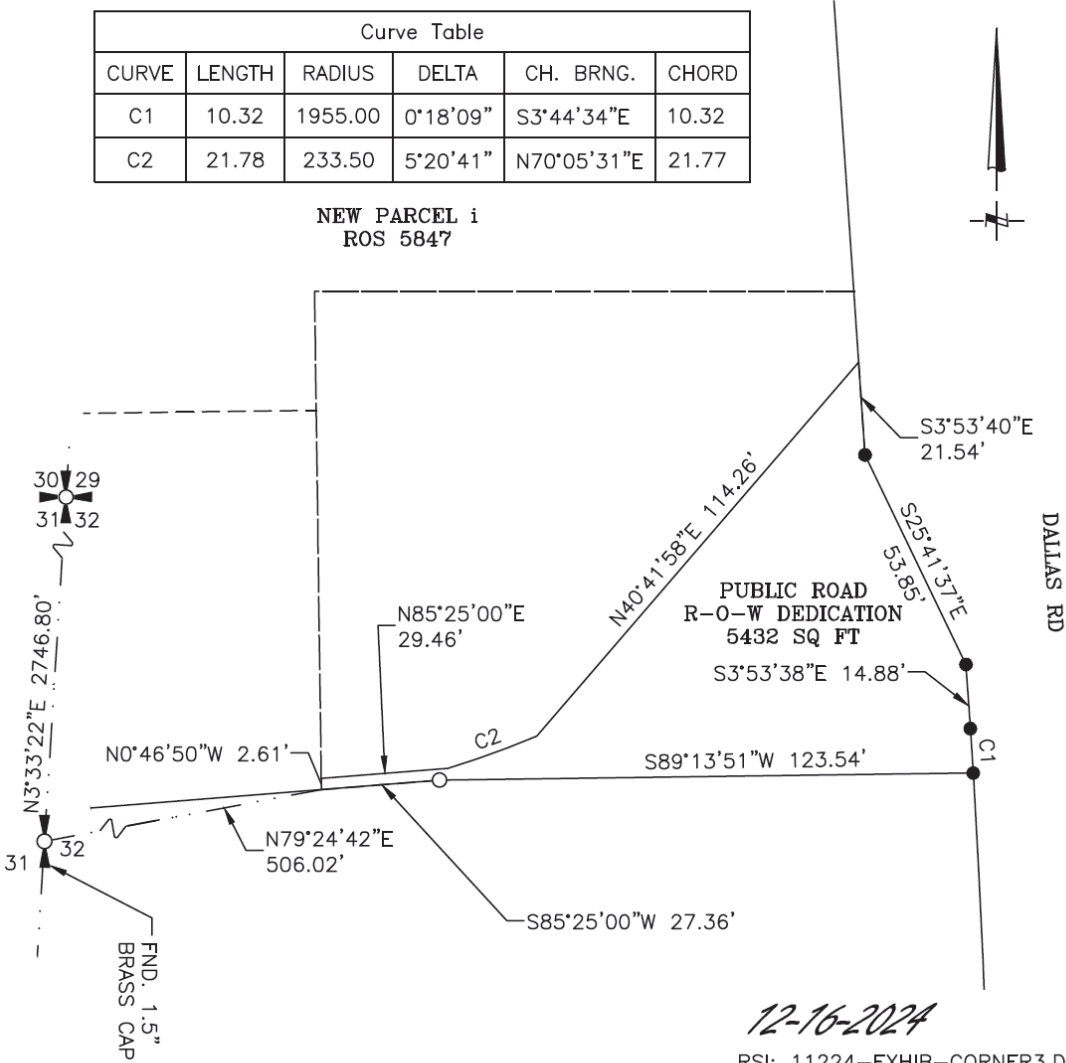 Curve Table
CURVE LENGTH RADIUS DELTA CH. BRNG. CHORD
C1 10.32 1955.00 0°18'09" S3°44'34"E 10.32
C2 21.78 233.50 5°20'41" N70°05'31"E 21.77
NEW PARCEL i
ROS 5847
N
S3°53'40"E
21.54'
30 29
31 32
N3°33'22"E 2746.80'
N40°41'58"E 114.26'
S25°41'37"E
53.85'
DALLAS RD
PUBLIC ROAD
R-O-W DEDICATION
5432 SQ FT
N85°25'00"E
29.46'
S3°53'38"E 14.88'
C2
C1
N0°46'50"W 2.61'
S89°13'51"W 123.54'
N79°24'42"E
506.02'
31 32
S85°25'00"W 27.36'
FND. 1.5"
BRASS CAP
12-16-2024
RSI: 11224-EXHIB-CORNER3.D